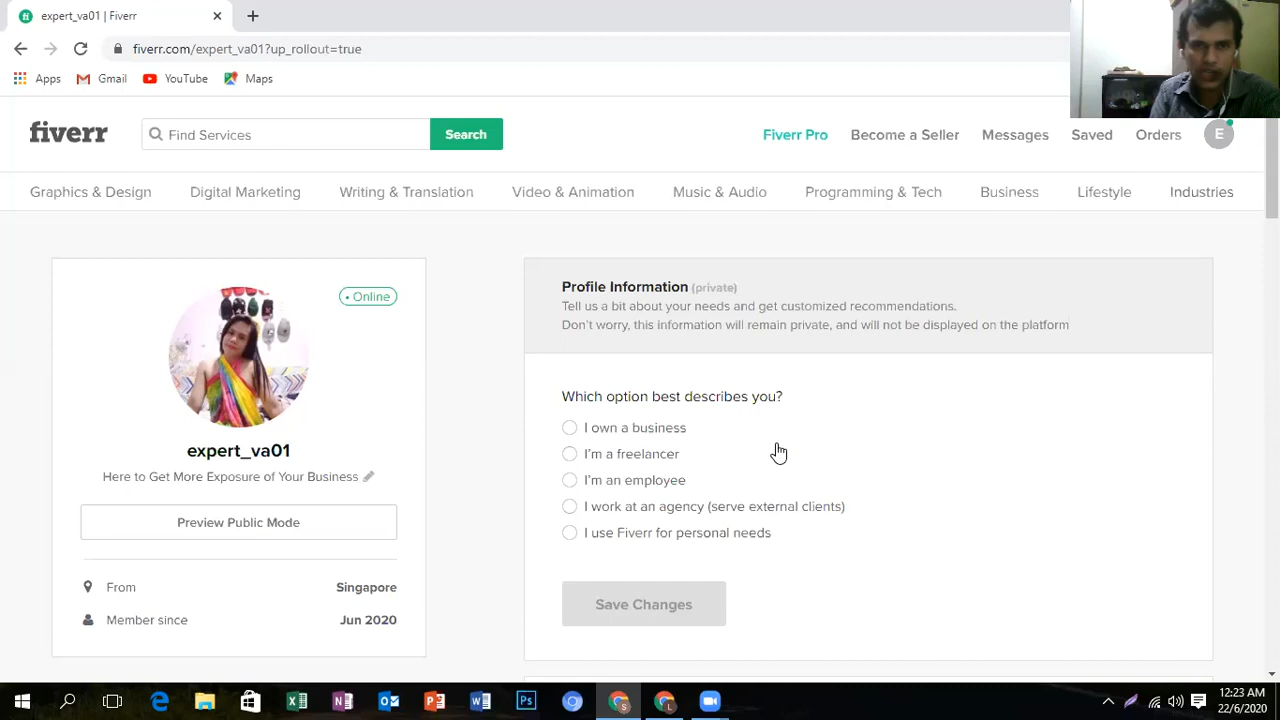 expert_va01 | Fiverr
fiverr.com/expert_va01?up_rollout=true
Apps Gmail YouTube Maps
fiverr Find Services Search Fiverr Pro Become a Seller Messages Saved Orders E
Graphics & Design Digital Marketing Writing & Translation Video & Animation Music & Audio Programming & Tech Business Lifestyle Industries
• Online
expert_va01
Here to Get More Exposure of Your Business
Preview Public Mode
From Singapore
Member since Jun 2020
Profile Information (private)
Tell us a bit about your needs and get customized recommendations.
Don't worry, this information will remain private, and will not be displayed on the platform
Which option best describes you?
I own a business
I'm a freelancer
I'm an employee
I work at an agency (serve external clients)
I use Fiverr for personal needs
Save Changes
12:23 AM
22/6/2020